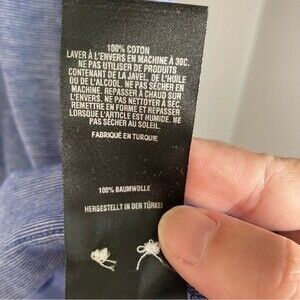 100% COTON
LAVER À L'ENVERS EN MACHINE À 30C.
NE PAS UTILISER DE PRODUITS
CONTENANT DE LA JAVEL, DE L'HUILE
OU DE L'ALCOOL. NE PAS SÉCHER EN
MACHINE. REPASSER À CHAUD SUR
L'ENVERS. NE PAS NETTOYER À SEC.
REMETTRE EN FORME ET REPASSER
LORSQUE L'ARTICLE EST HUMIDE. NE
PAS SÉCHER AU SOLEIL.
FABRIQUÉ EN TURQUIE
100% BAUMWOLLE
HERGESTELLT IN DER TÜRKEI